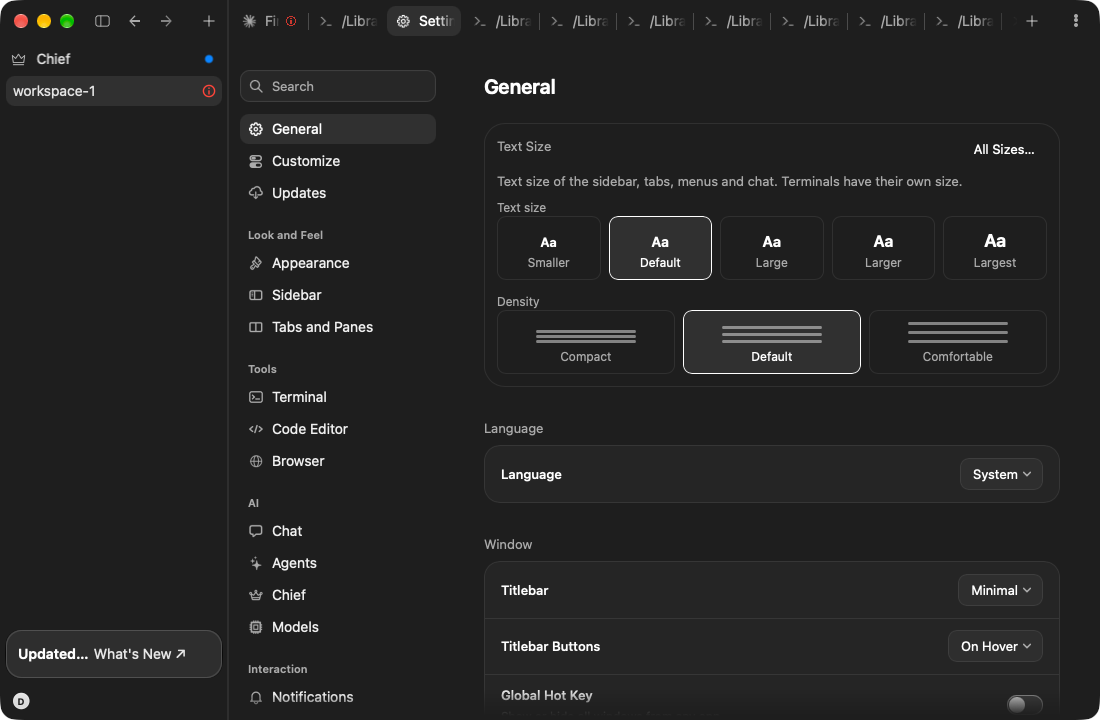 Chief
workspace-1
Updated... What's New
D
Fi
/Libra
Settin
/Libra
/Libra
/Libra
/Libra
/Libra
/Libra
/Libra
Search
General
Customize
Updates
Look and Feel
Appearance
Sidebar
Tabs and Panes
Tools
Terminal
Code Editor
Browser
AI
Chat
Agents
Chief
Models
Interaction
Notifications
General
Text Size
All Sizes...
Text size of the sidebar, tabs, menus and chat. Terminals have their own size.
Text size
Aa Aa Aa Aa Aa
Smaller Default Large Larger Largest
Density
Compact Default Comfortable
Language
Language System
Window
Titlebar Minimal
Titlebar Buttons On Hover
Global Hot Key